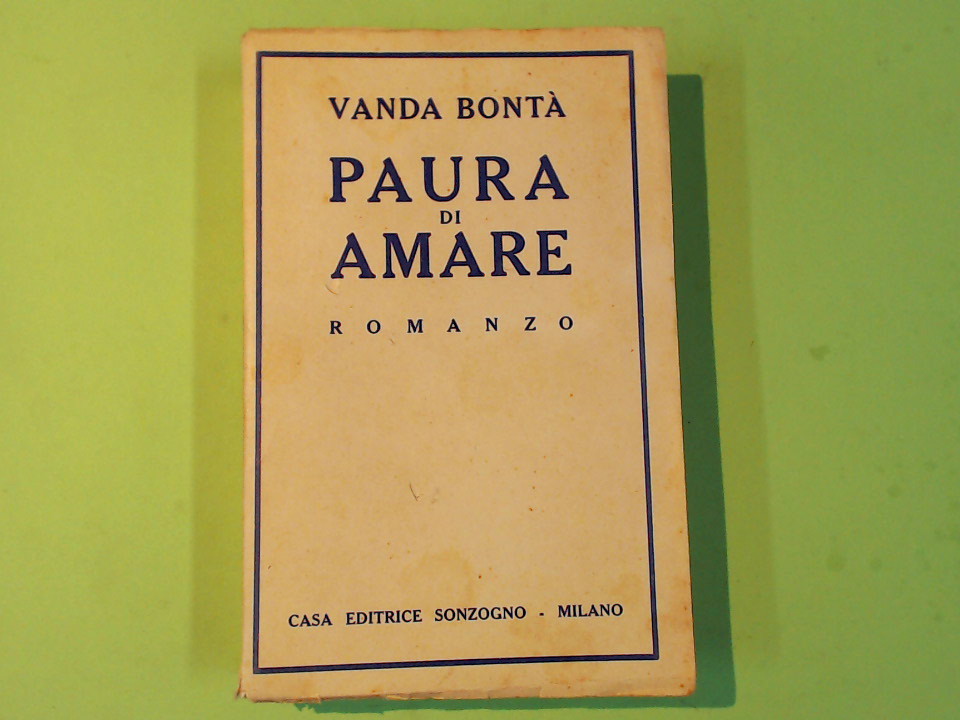 VANDA BONTÀ
PAURA
DI
AMARE
ROMANZO
CASA EDITRICE SONZOGNO - MILANO